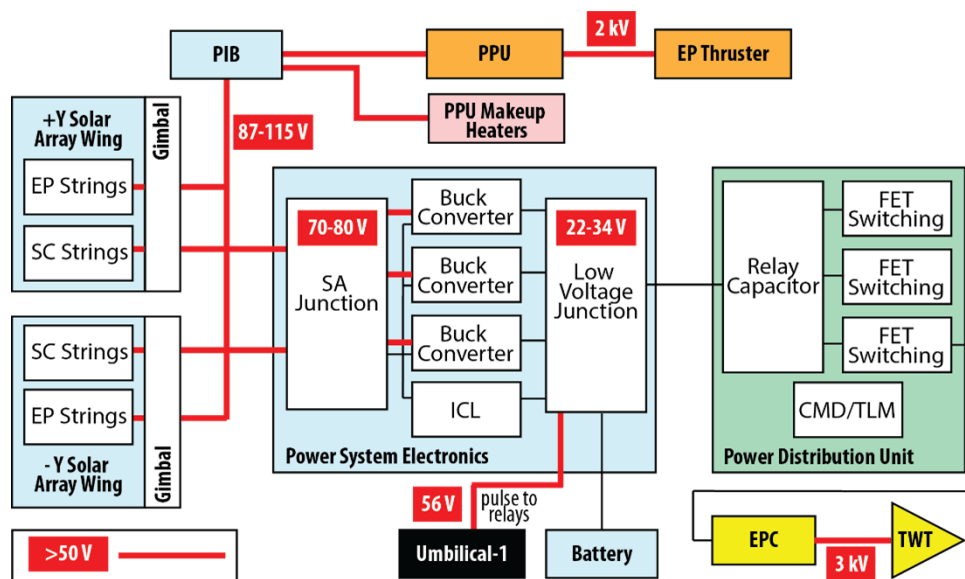 PIB
PPU
2 kV
EP Thruster
PPU Makeup
Heaters
+Y Solar
Array Wing
Gimbal
87-115 V
EP Strings
SC Strings
SC Strings
EP Strings
- Y Solar
Array Wing
Gimbal
70-80 V
SA
Junction
Buck
Converter
Buck
Converter
Buck
Converter
ICL
22-34 V
Low
Voltage
Junction
Power System Electronics
Relay
Capacitor
FET
Switching
FET
Switching
FET
Switching
CMD/TLM
Power Distribution Unit
56 V
pulse to
relays
>50 V
Umbilical-1
Battery
EPC
3 kV
TWT